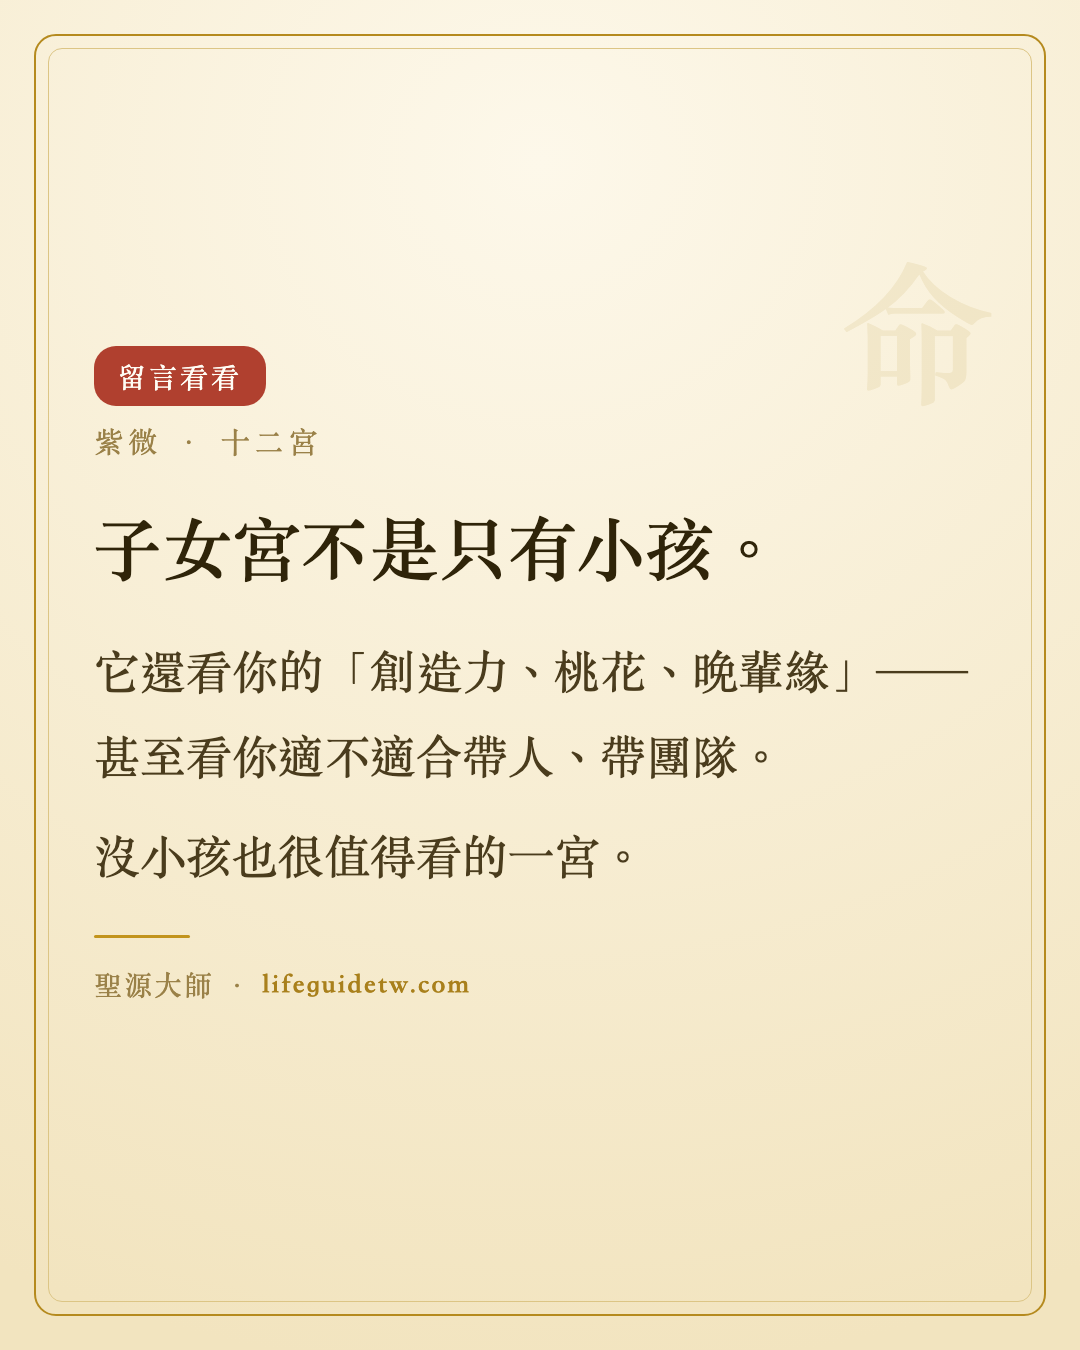 命
留言看看
紫微 · 十二宮
子女宮不是只有小孩。
它還看你的「創造力、桃花、晚輩緣」——
甚至看你適不適合帶人、帶團隊。
沒小孩也很值得看的一宮。
聖源大師 · lifeguidetw.com